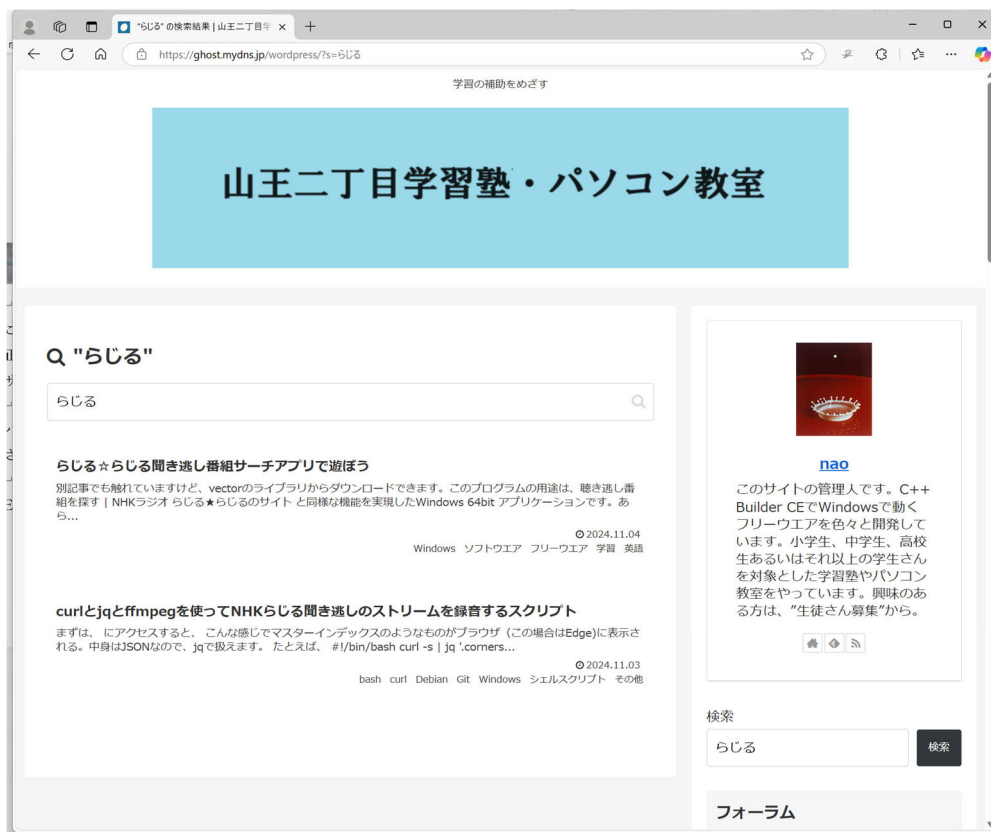 "らじる" の検索結果 | 山王二丁目学
https://ghost.mydns.jp/wordpress/?s=らじる
学習の補助をめざす
山王二丁目学習塾・パソコン教室
"らじる"
らじる
らじる☆らじる聞き逃し番組サーチアプリで遊ぼう
別記事でも触れていますけど、vectorのライブラリからダウンロードできます。このプログラムの用途は、聴き逃し番
組を探す | NHKラジオ らじる★らじるのサイト と同様な機能を実現したWindows 64bit アプリケーションです。あ
ら...
2024.11.04
Windows ソフトウエア フリーウエア 学習 英語
curlとjqとffmpegを使ってNHKらじる聞き逃しのストリームを録音するスクリプト
まずは、 にアクセスすると、 こんな感じでマスターインデックスのようなものがブラウザ（この場合はEdge)に表示さ
れる。中身はJSONなので、jqで扱えます。 たとえば、 #!/bin/bash curl -s | jq '.corners...
2024.11.03
bash curl Debian Git Windows シェルスクリプト その他
nao
このサイトの管理人です。C++
Builder CEでWindowsで動く
フリーウエアを色々と開発して
います。小学生、中学生、高校
生あるいはそれ以上の学生さん
を対象とした学習塾やパソコン
教室をやっています。興味のあ
る方は、”生徒さん募集”から。
検索
らじる
検索
フォーラム